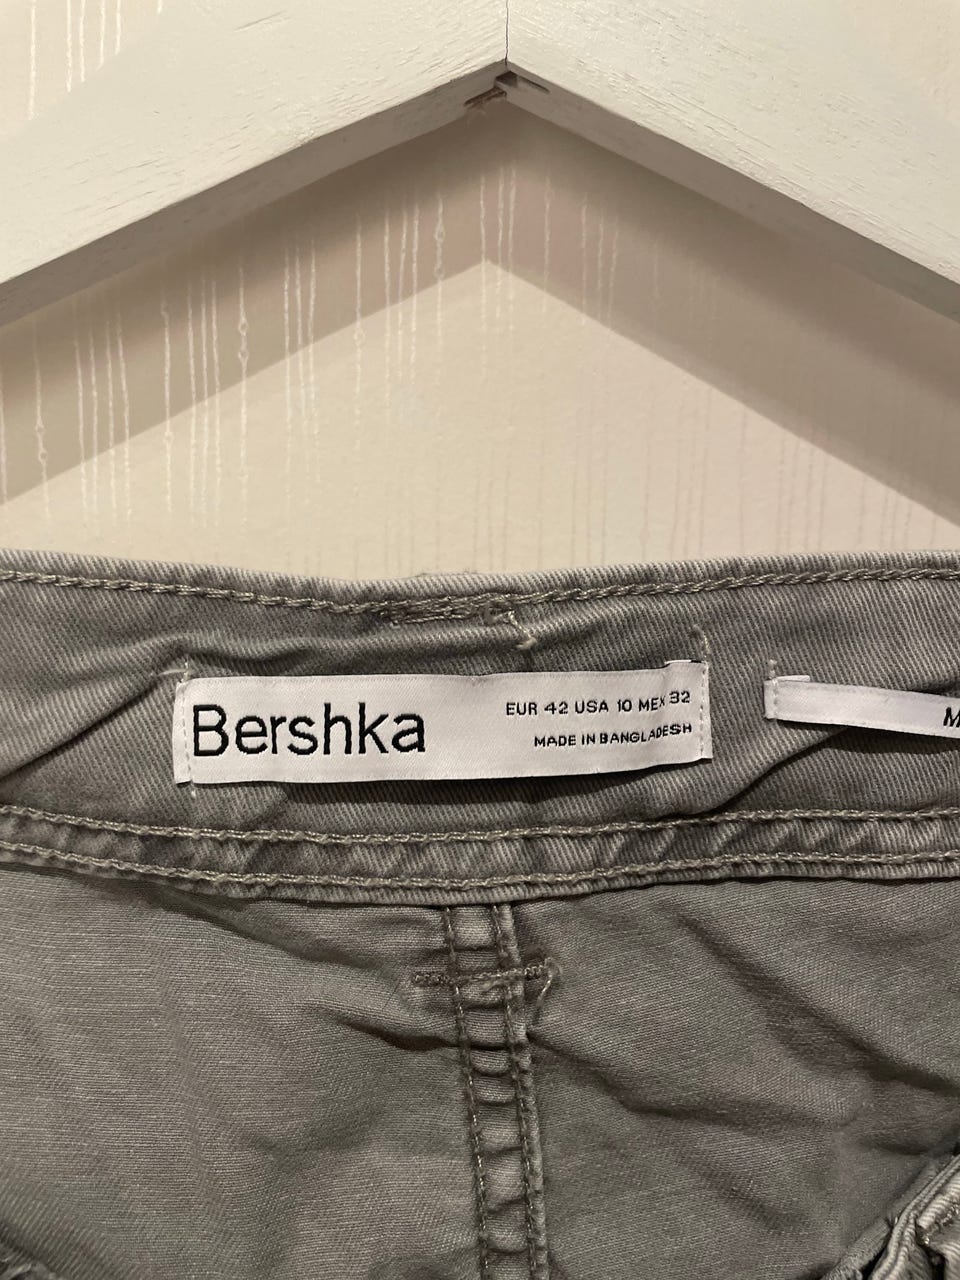 Bershka
EUR 42 USA 10 MEX 32
MADE IN BANGLADESH
M